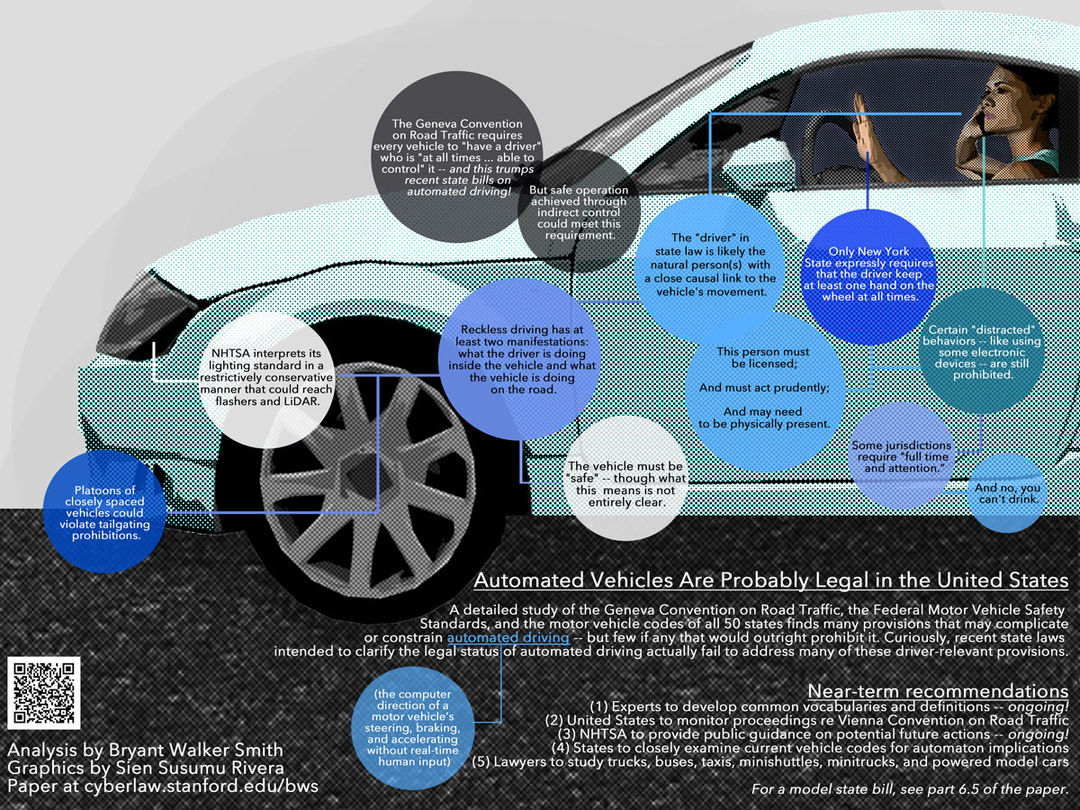 The Geneva Convention
on Road Traffic requires
every vehicle to "have a driver"
who is "at all times ... able to
control" it -- and this trumps
recent state bills on
automated driving!
But safe operation
achieved through
indirect control
could meet this
requirement.
The "driver" in
state law is likely the
natural person(s) with
a close causal link to the
vehicle's movement.
Only New York
State expressly requires
that the driver keep
at least one hand on the
wheel at all times.
Certain "distracted"
behaviors -- like using
some electronic
devices -- are still
prohibited.
Reckless driving has at
least two manifestations:
what the driver is doing
inside the vehicle and what
the vehicle is doing
on the road.
NHTSA interprets its
lighting standard in a
restrictively conservative
manner that could reach
flashers and LiDAR.
This person must
be licensed;
And must act prudently;
And may need
to be physically present.
Some jurisdictions
require "full time
and attention."
And no, you
can't drink.
The vehicle must be
"safe" -- though what
this means is not
entirely clear.
Platoons of
closely spaced
vehicles could
violate tailgating
prohibitions.
Automated Vehicles Are Probably Legal in the United States
A detailed study of the Geneva Convention on Road Traffic, the Federal Motor Vehicle Safety
Standards, and the motor vehicle codes of all 50 states finds many provisions that may complicate
or constrain automated driving -- but few if any that would outright prohibit it. Curiously, recent state laws
intended to clarify the legal status of automated driving actually fail to address many of these driver-relevant provisions.
(the computer
direction of a
motor vehicle's
steering, braking,
and accelerating
without real-time
human input)
Near-term recommendations
(1) Experts to develop common vocabularies and definitions -- ongoing!
(2) United States to monitor proceedings re Vienna Convention on Road Traffic
(3) NHTSA to provide public guidance on potential future actions -- ongoing!
(4) States to closely examine current vehicle codes for automaton implications
(5) Lawyers to study trucks, buses, taxis, minishuttles, minitrucks, and powered model cars
For a model state bill, see part 6.5 of the paper.
Analysis by Bryant Walker Smith
Graphics by Sien Susumu Rivera
Paper at cyberlaw.stanford.edu/bws